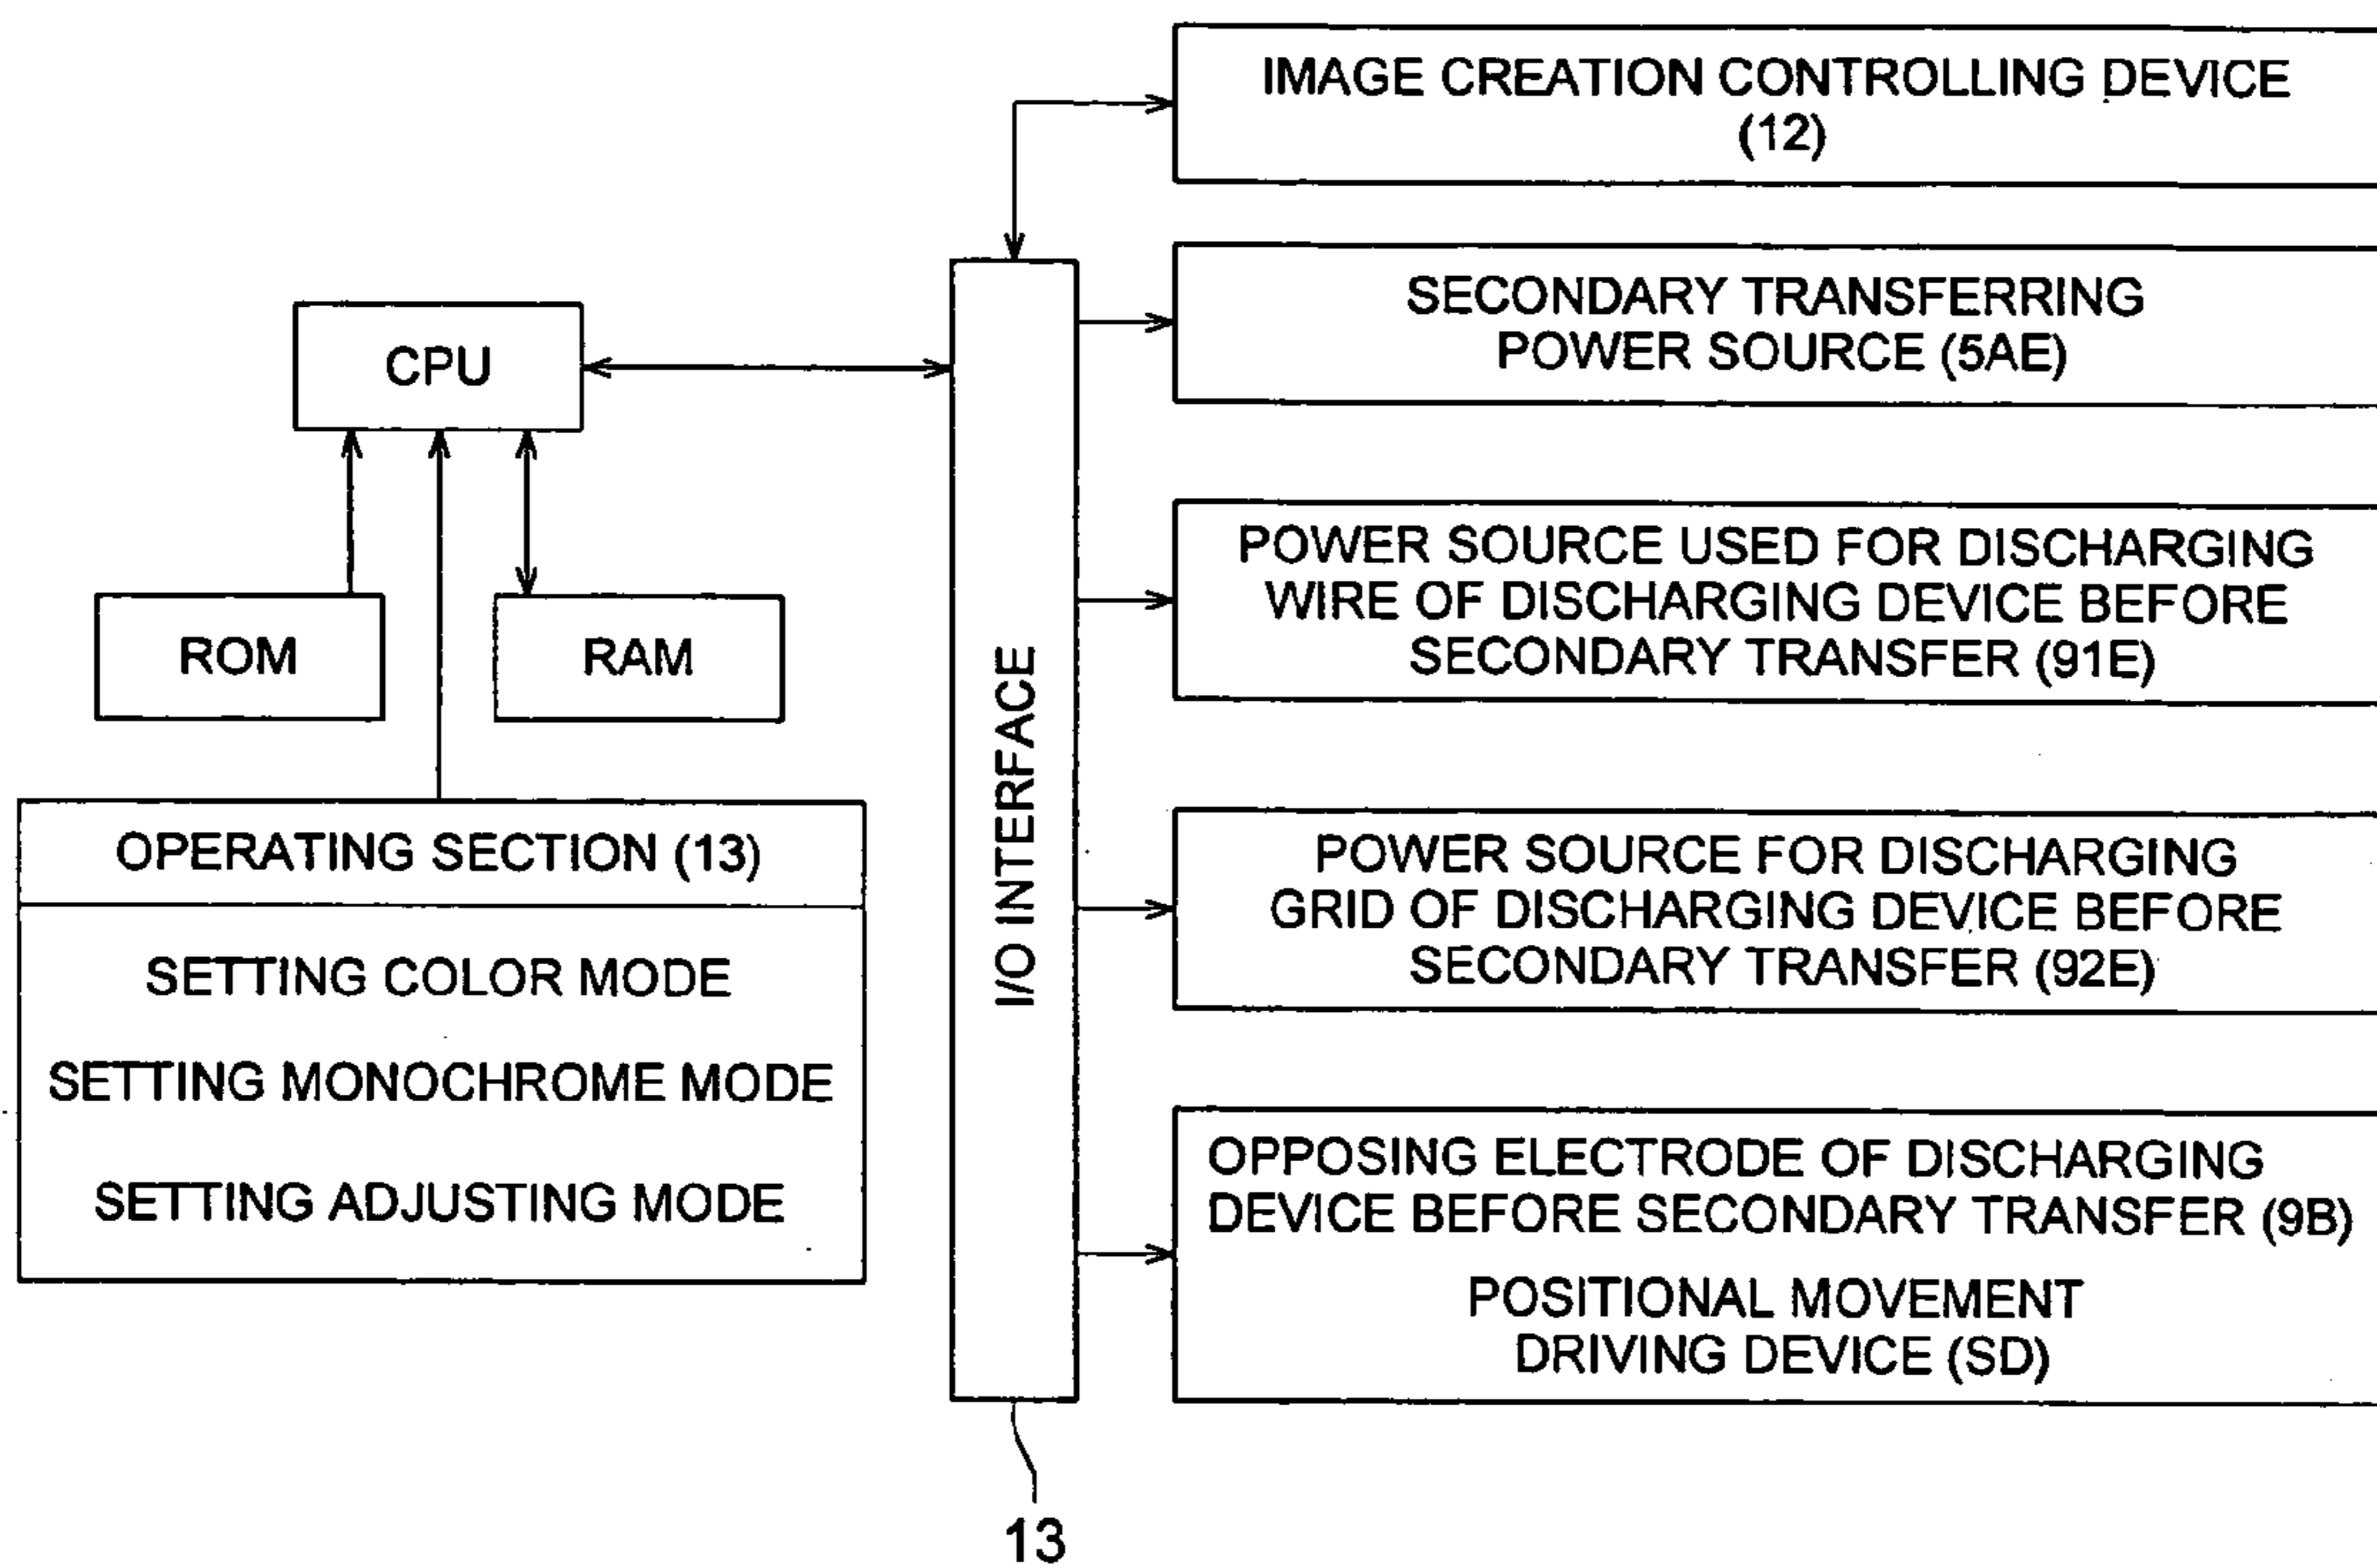 IMAGE CREATION CONTROLLING DEVICE
(12)
SECONDARY TRANSFERRING
POWER SOURCE (5AE)
CPU
POWER SOURCE USED FOR DISCHARGING
WIRE OF DISCHARGING DEVICE BEFORE
SECONDARY TRANSFER (91E)
ROM
RAM
I/O INTERFACE
OPERATING SECTION (13)
SETTING COLOR MODE
SETTING MONOCHROME MODE
SETTING ADJUSTING MODE
POWER SOURCE FOR DISCHARGING
GRID OF DISCHARGING DEVICE BEFORE
SECONDARY TRANSFER (92E)
OPPOSING ELECTRODE OF DISCHARGING
DEVICE BEFORE SECONDARY TRANSFER (9B)
POSITIONAL MOVEMENT
DRIVING DEVICE (SD)
13